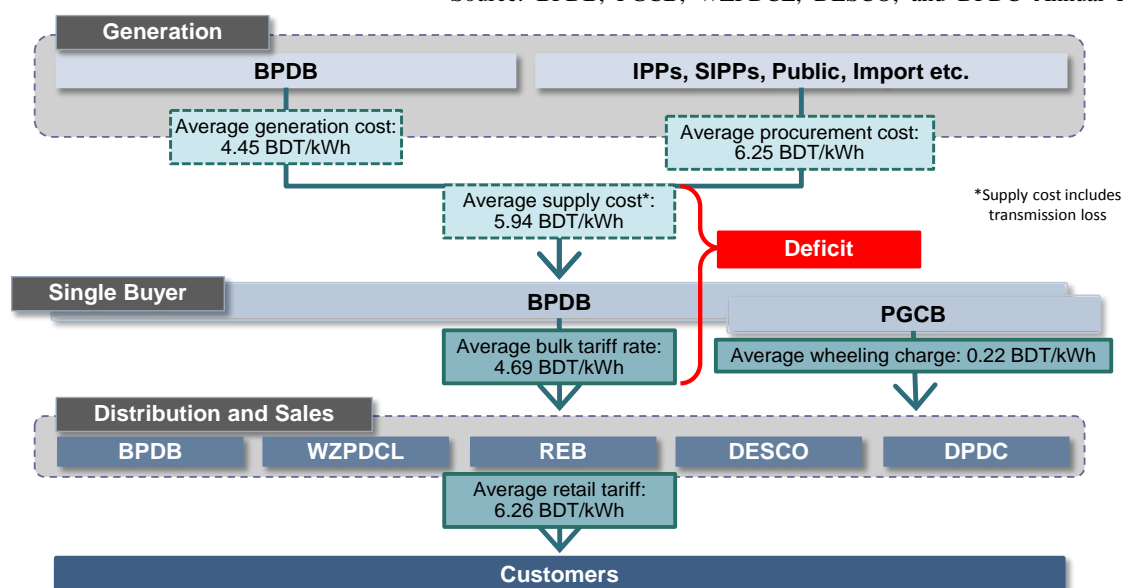 Generation
BPDB
IPPs, SIPPs, Public, Import etc.
Average generation cost:
4.45 BDT/kWh
Average procurement cost:
6.25 BDT/kWh
Average supply cost*:
5.94 BDT/kWh
*Supply cost includes
transmission loss
Deficit
Single Buyer
BPDB
PGCB
Average bulk tariff rate:
4.69 BDT/kWh
Average wheeling charge: 0.22 BDT/kWh
Distribution and Sales
BPDB
WZPDCL
REB
DESCO
DPDC
Average retail tariff:
6.26 BDT/kWh
Customers